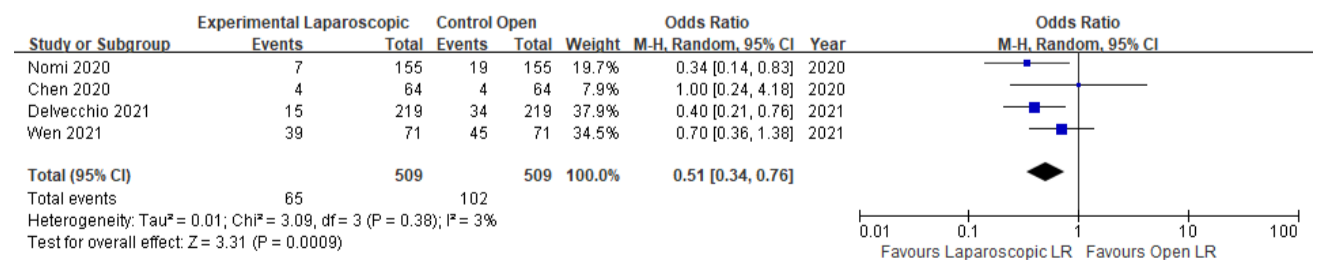 Experimental Laparoscopic Control Open Odds Ratio Odds Ratio
Study or Subgroup Events Total Events Total Weight M-H, Random, 95% CI Year M-H, Random, 95% CI
Nomi 2020 7 155 19 155 19.7% 0.34 [0.14, 0.83] 2020
Chen 2020 4 64 4 64 7.9% 1.00 [0.24, 4.18] 2020
Delvecchio 2021 15 219 34 219 37.9% 0.40 [0.21, 0.76] 2021
Wen 2021 39 71 45 71 34.5% 0.70 [0.36, 1.38] 2021
Total (95% CI) 509 509 100.0% 0.51 [0.34, 0.76]
Total events 65 102
Heterogeneity: Tau² = 0.01; Chi² = 3.09, df = 3 (P = 0.38); I² = 3%
Test for overall effect: Z = 3.31 (P = 0.0009)
0.01 0.1 1 10 100
Favours Laparoscopic LR Favours Open LR